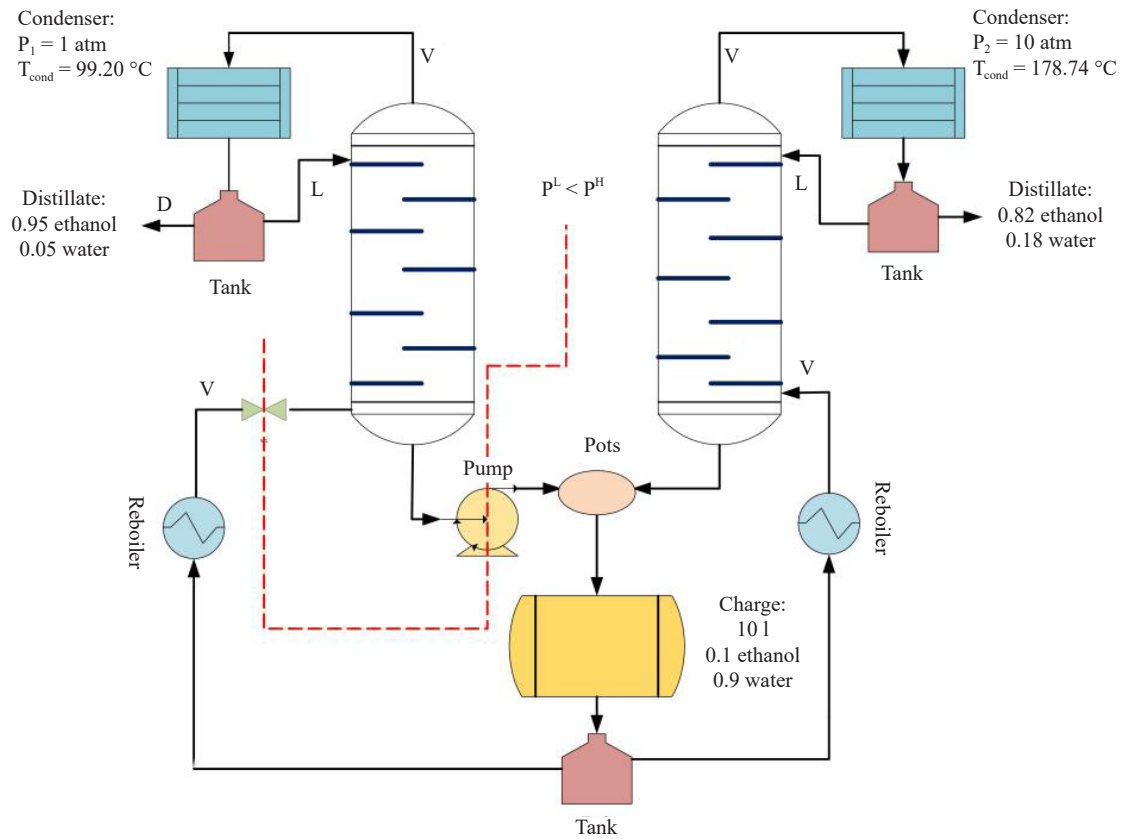 Condenser:
P₁ = 1 atm
T_cond = 99.20 °C
V
Condenser:
P₂ = 10 atm
T_cond = 178.74 °C
V
Distillate:
0.95 ethanol
0.05 water
D
L
Tank
Pᴸ < Pᴴ
L
Tank
Distillate:
0.82 ethanol
0.18 water
V
V
Pump
Pots
Reboiler
Reboiler
Charge:
10 l
0.1 ethanol
0.9 water
Tank